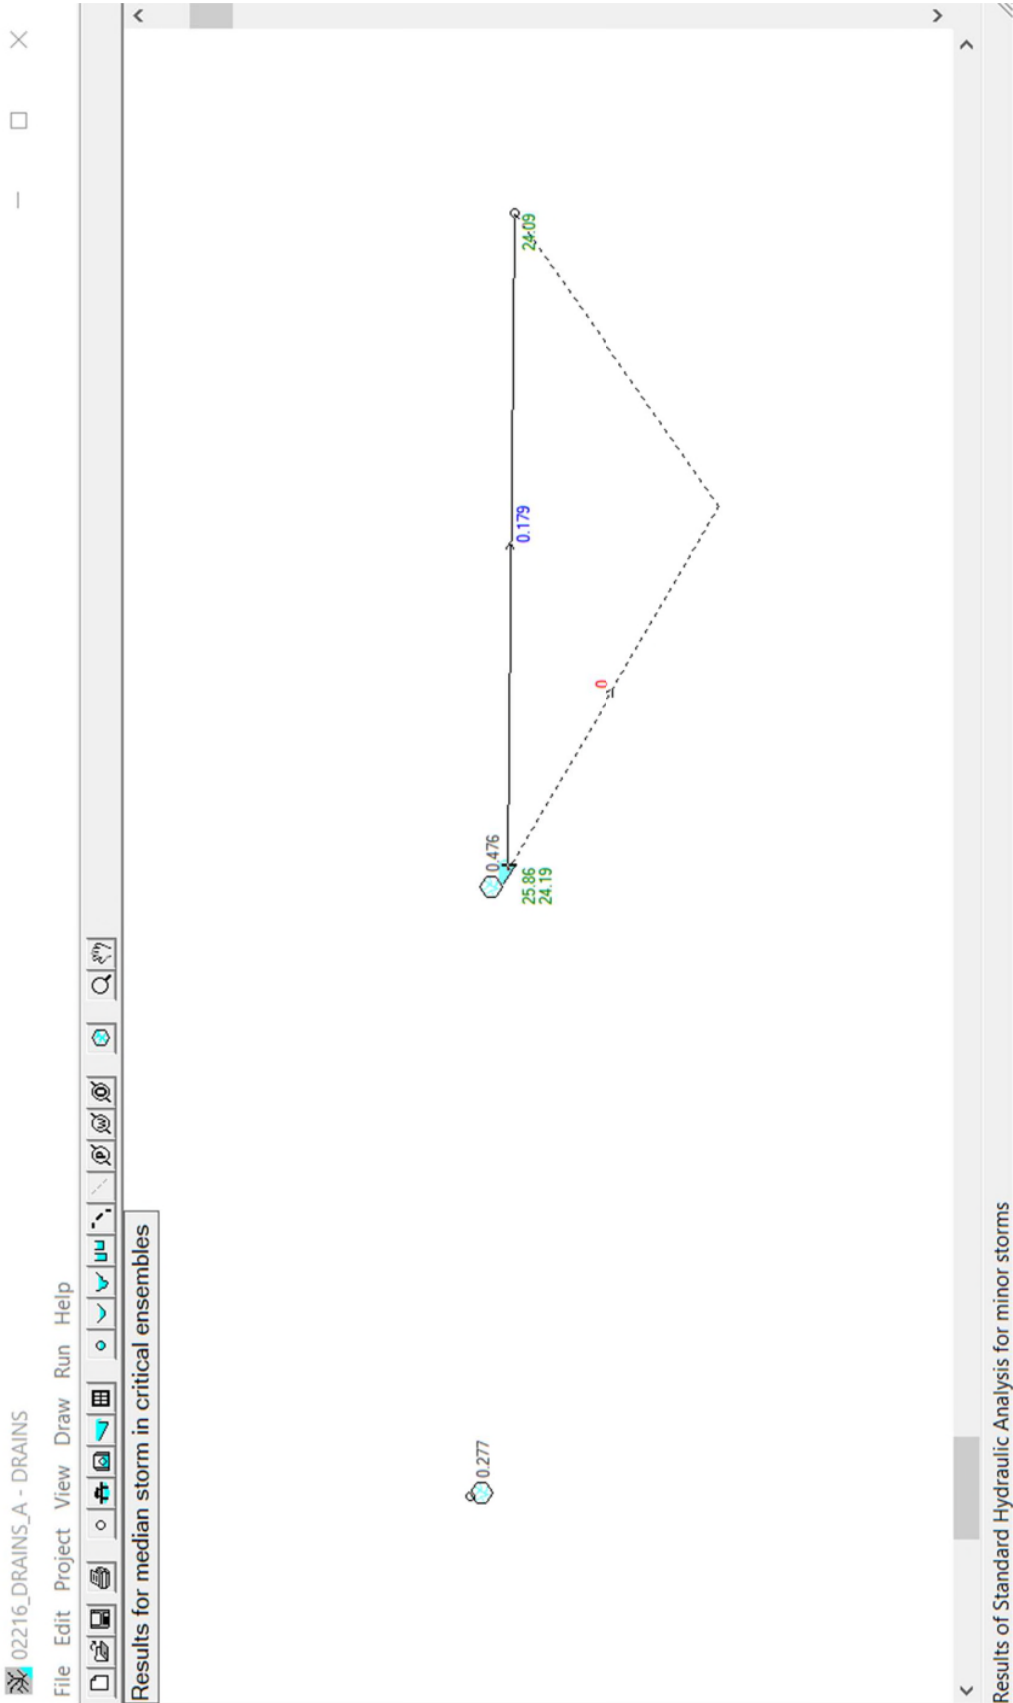 02216_DRAINS_A - DRAINS
File Edit Project View Draw Run Help
Results for median storm in critical ensembles
0.277
0.476
25.86
24.19
0
0.179
24.09
Results of Standard Hydraulic Analysis for minor storms